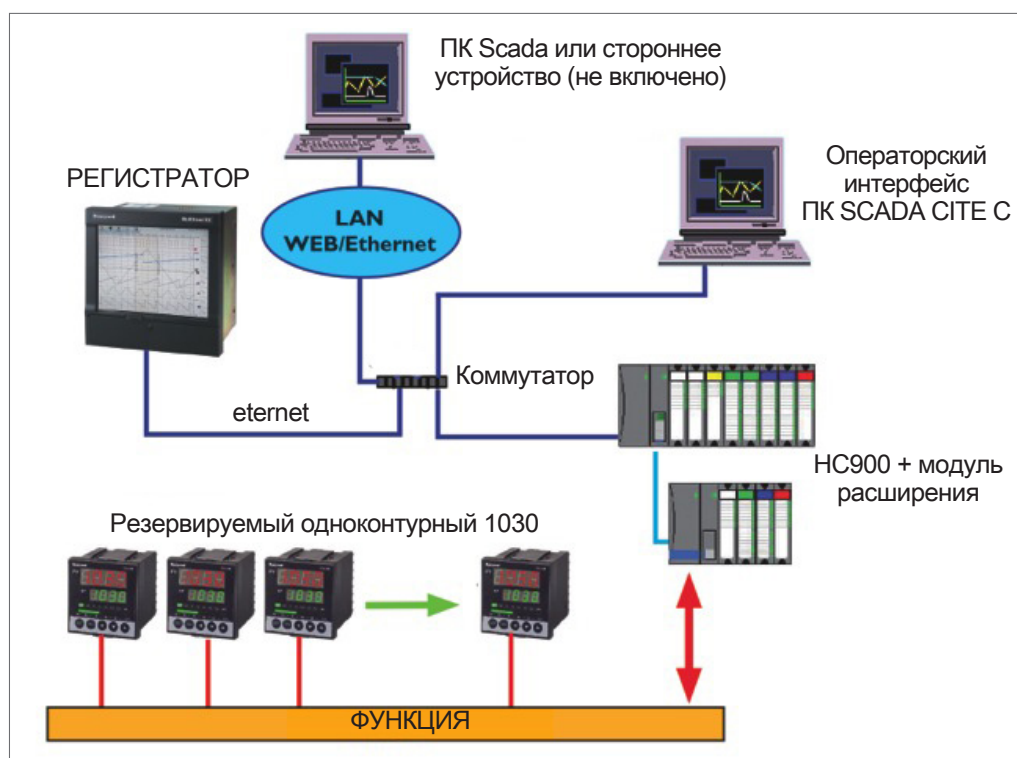 ПК Scada или стороннее
устройство (не включено)
РЕГИСТРАТОР
Операторский
интерфейс
ПК SCADA CITE C
LAN
WEB/Ethernet
Коммутатор
eternet
HC900 + модуль
расширения
Резервируемый одноконтурный 1030
ФУНКЦИЯ